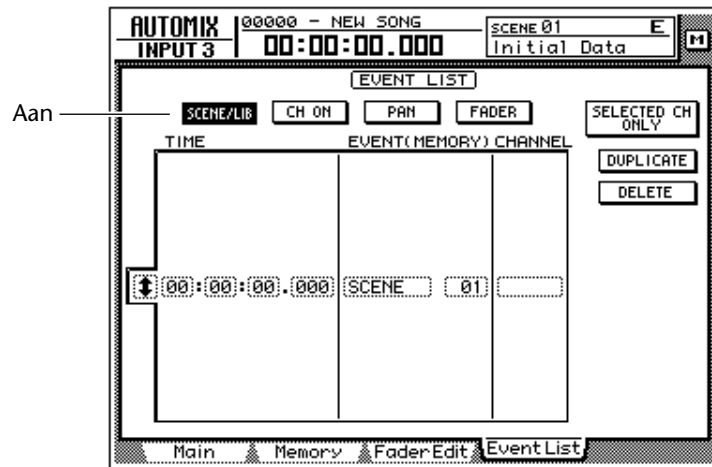 AUTOMIX
INPUT 3
00000 - NEW SONG
00:00:00.000
SCENE 01 E
Initial Data
M
EVENT LIST
Aan
SCENE/LIB CH ON PAN FADER
SELECTED CH ONLY
TIME EVENT(MEMORY) CHANNEL
DUPLICATE
DELETE
00:00:00.000 SCENE 01
Main Memory Fader Edit Event List